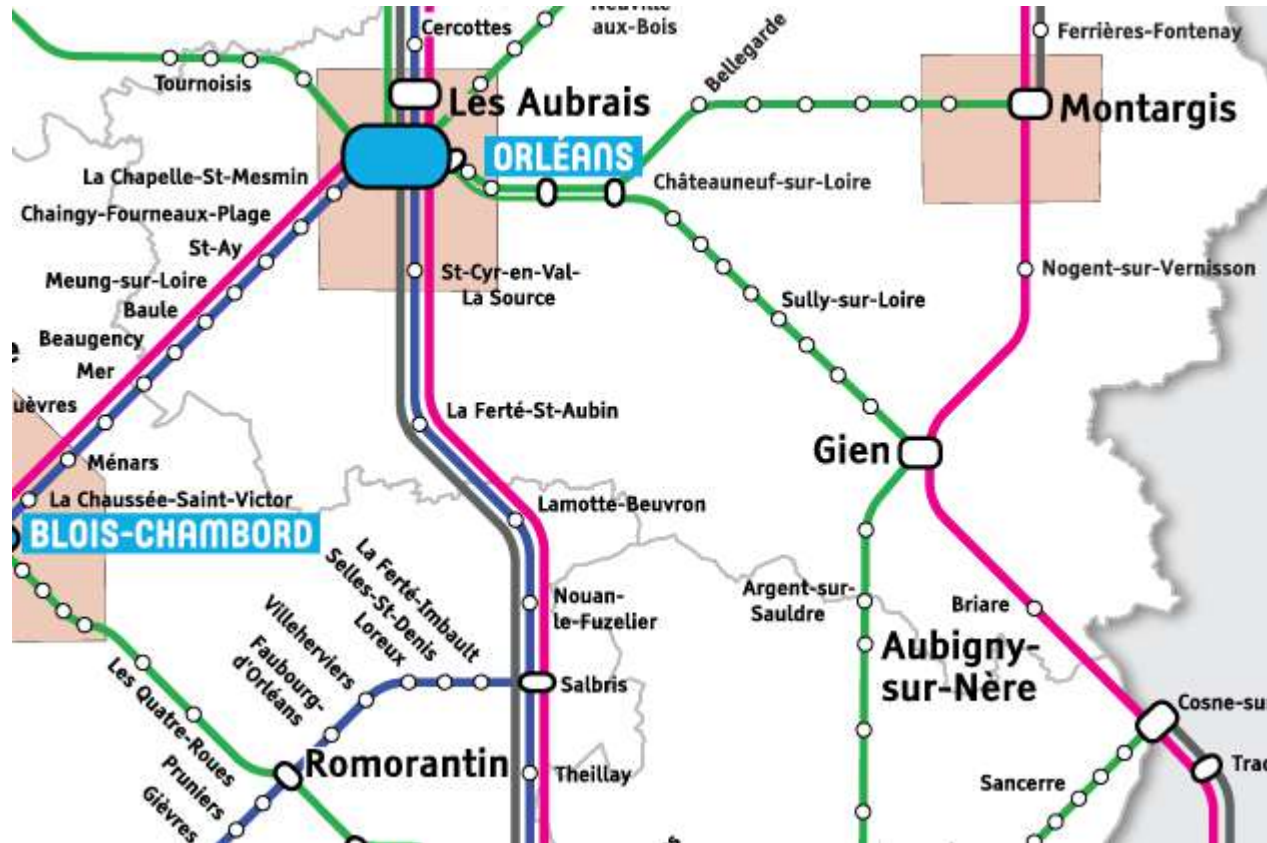 Cercottes
aux-Bois
Ferrières-Fontenay
Tournoisis
Bellegarde
Les Aubrais
Montargis
ORLÉANS
La Chapelle-St-Mesmin
Châteauneuf-sur-Loire
Chaingy-Fourneaux-Plage
St-Ay
Meung-sur-Loire
St-Cyr-en-Val-
La Source
Nogent-sur-Vernisson
Baule
Sully-sur-Loire
Beaugency
Mer
uèvres
La Ferté-St-Aubin
Gien
Ménars
La Chaussée-Saint-Victor
Lamotte-Beuvron
BLOIS-CHAMBORD
La Ferté-Imbault
Selles-St-Denis
Loreux
Villeherviers
Faubourg-
d'Orléans
Nouan-
le-Fuzelier
Argent-sur-
Sauldre
Briare
Aubigny-
sur-Nère
Salbris
Les Quatre-Roues
Pruniers
Gièvres
Romorantin
Theillay
Cosne-su
Sancerre
Trac